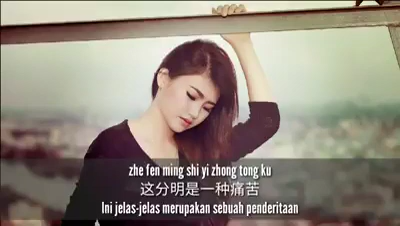 zhe fen ming shi yi zhong tong ku
这分明是一种痛苦
Ini jelas-jelas merupakan sebuah penderitaan